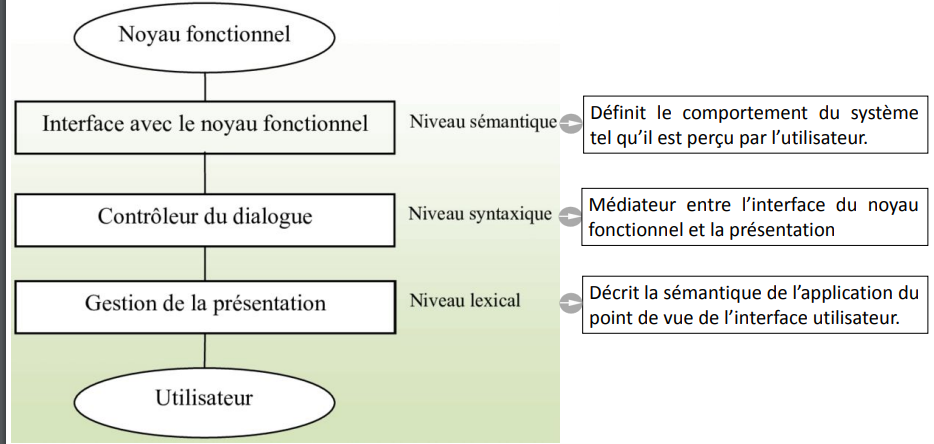 Noyau fonctionnel
Interface avec le noyau fonctionnel
Niveau sémantique
Définit le comportement du système
tel qu'il est perçu par l'utilisateur.
Contrôleur du dialogue
Niveau syntaxique
Médiateur entre l'interface du noyau
fonctionnel et la présentation
Gestion de la présentation
Niveau lexical
Décrit la sémantique de l'application du
point de vue de l'interface utilisateur.
Utilisateur